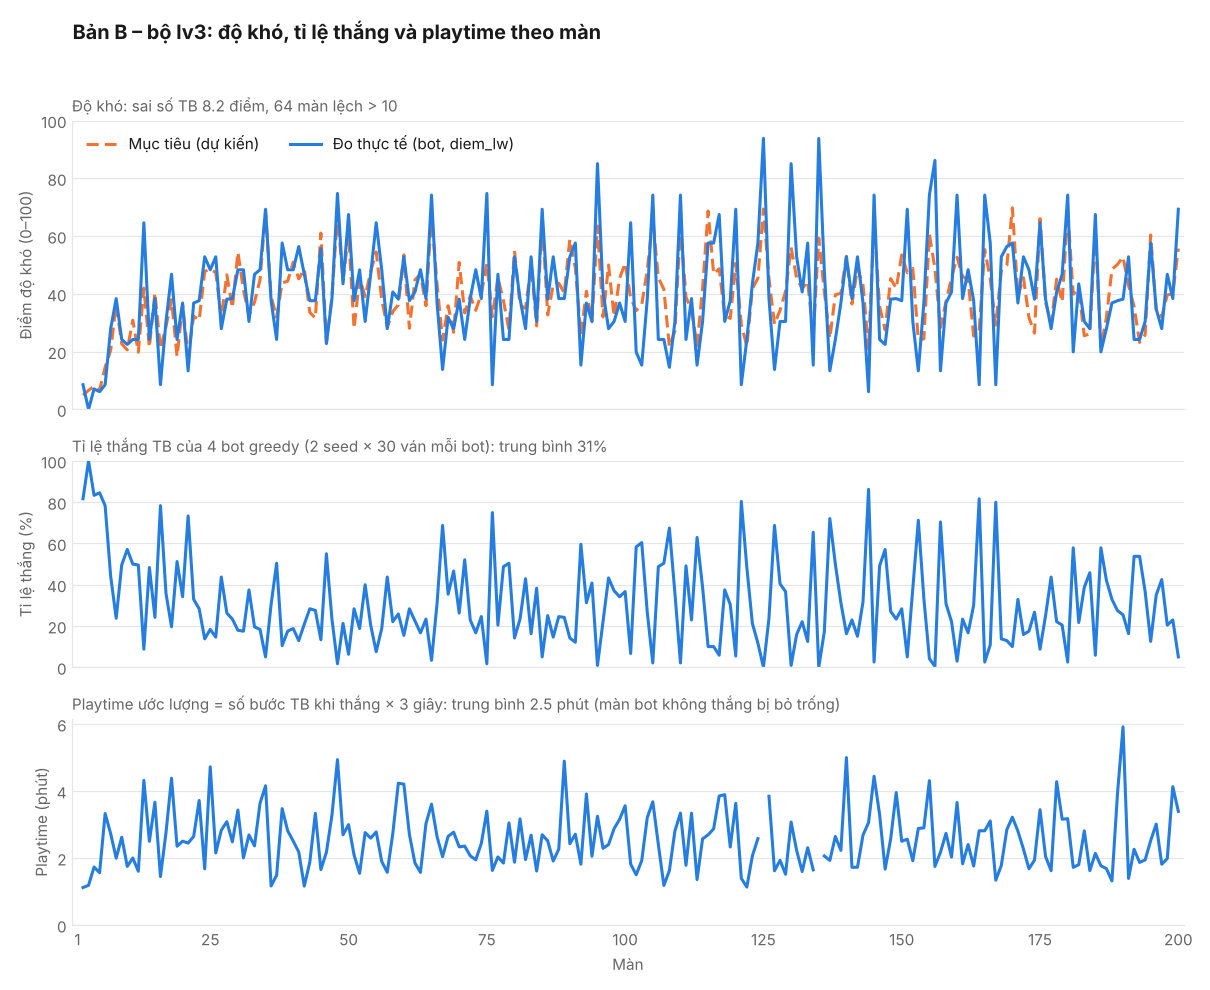 Bản B – bộ lv3: độ khó, tỉ lệ thắng và playtime theo màn
Độ khó: sai số TB 8.2 điểm, 64 màn lệch > 10
Điểm độ khó (0–100)
100
80
60
40
20
0
Mục tiêu (dự kiến)
Đo thực tế (bot, diem_lw)
Tỉ lệ thắng TB của 4 bot greedy (2 seed × 30 ván mỗi bot): trung bình 31%
Tỉ lệ thắng (%)
100
80
60
40
20
0
Playtime ước lượng = số bước TB khi thắng × 3 giây: trung bình 2.5 phút (màn bot không thắng bị bỏ trống)
Playtime (phút)
6
4
2
0
1 25 50 75 100 125 150 175 200
Màn